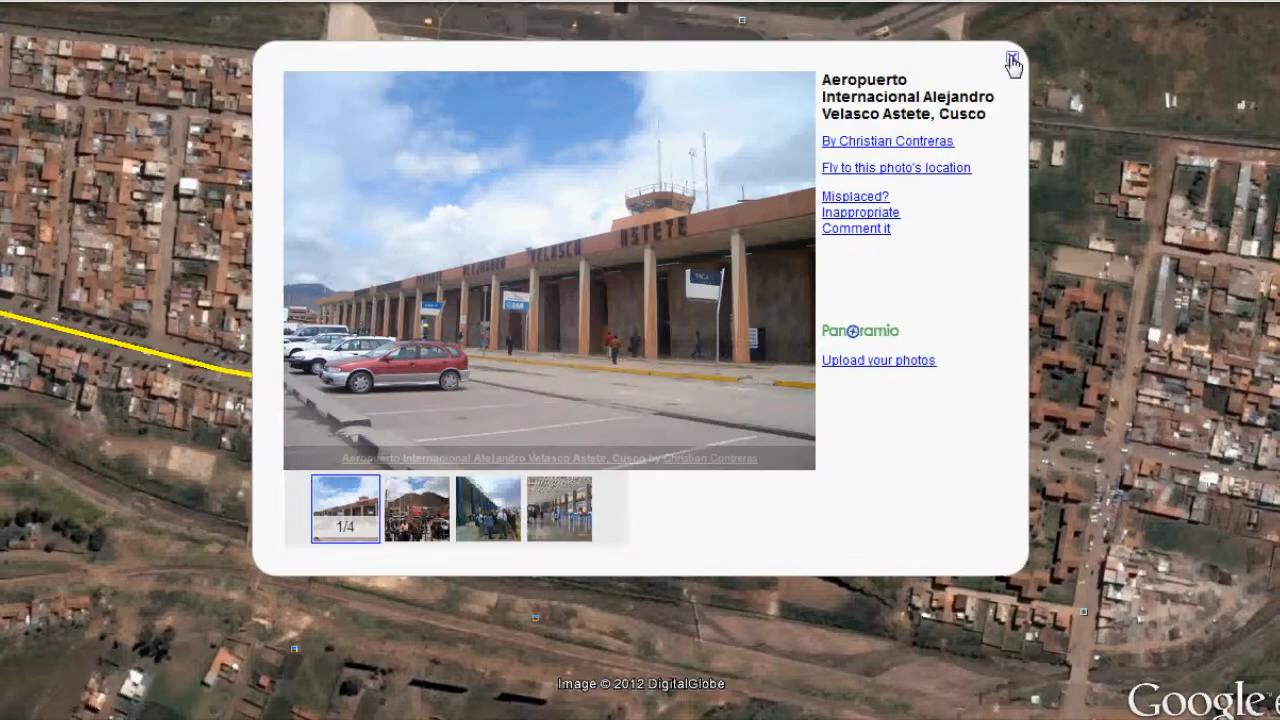 Aeropuerto
Internacional Alejandro
Velasco Astete, Cusco
By Christian Contreras
Fly to this photo's location
Misplaced?
Inappropriate
Comment it
Panoramio
Upload your photos
ALEJANDRO VELASCO ASTETE
TACA
Aeropuerto Internacional Alejandro Velasco Astete, Cusco by Christian Contreras
1/4
Image © 2012 DigitalGlobe
Google e